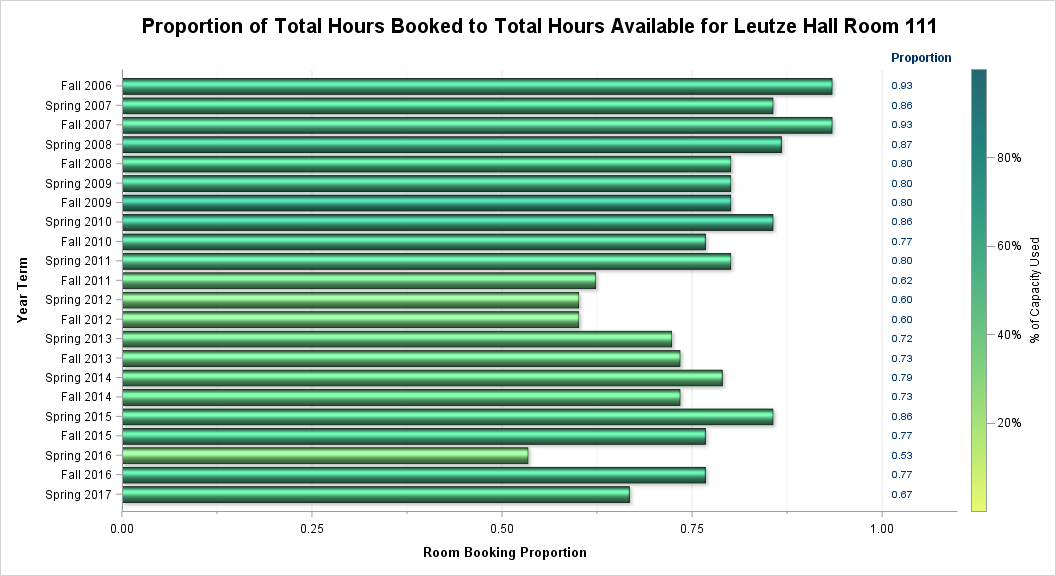 Proportion of Total Hours Booked to Total Hours Available for Leutze Hall Room 111
Proportion
Fall 2006 0.93
Spring 2007 0.86
Fall 2007 0.93
Spring 2008 0.87
Fall 2008 0.80
Spring 2009 0.80
Fall 2009 0.80
Spring 2010 0.86
Fall 2010 0.77
Spring 2011 0.80
Fall 2011 0.62
Spring 2012 0.60
Fall 2012 0.60
Spring 2013 0.72
Fall 2013 0.73
Spring 2014 0.79
Fall 2014 0.73
Spring 2015 0.86
Fall 2015 0.77
Spring 2016 0.53
Fall 2016 0.77
Spring 2017 0.67
Year Term
0.00 0.25 0.50 0.75 1.00
Room Booking Proportion
80%
60%
40%
20%
% of Capacity Used